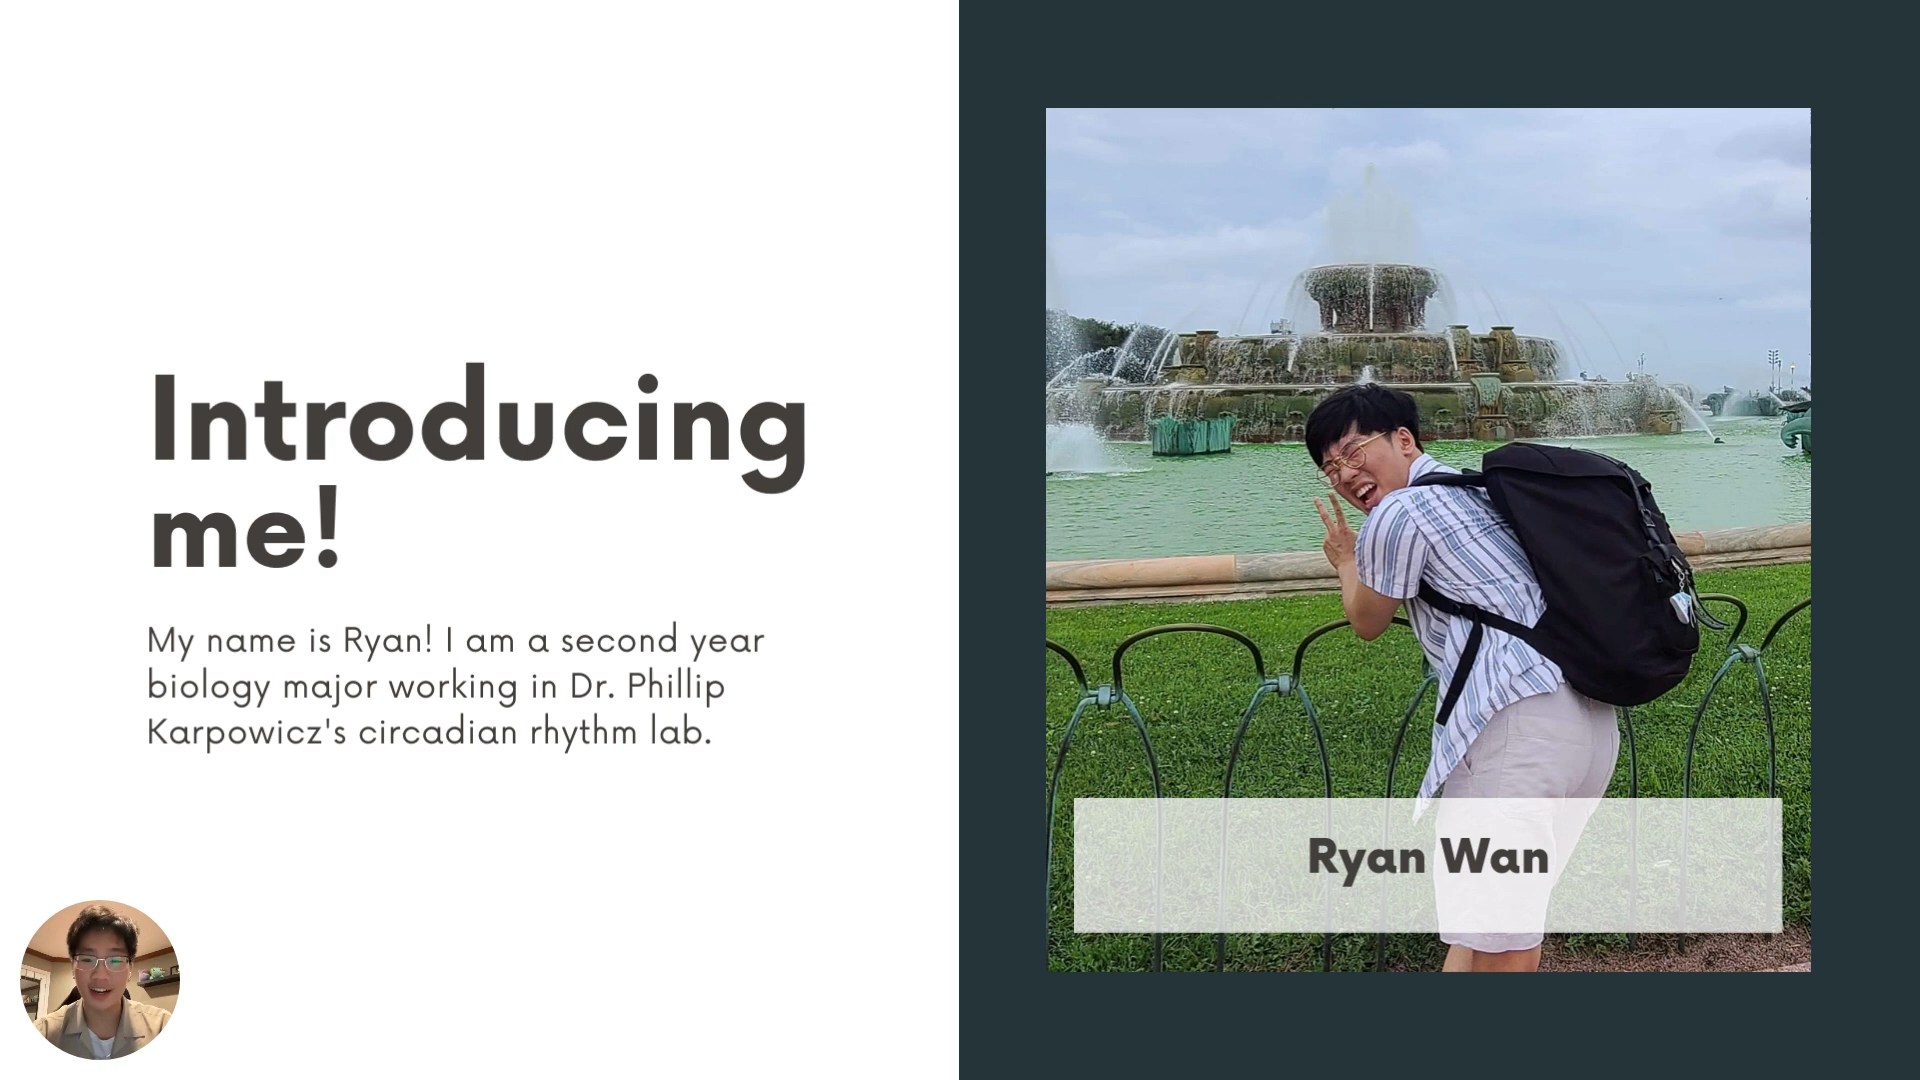 Introducing
me!
My name is Ryan! I am a second year
biology major working in Dr. Phillip
Karpowicz's circadian rhythm lab.
Ryan Wan